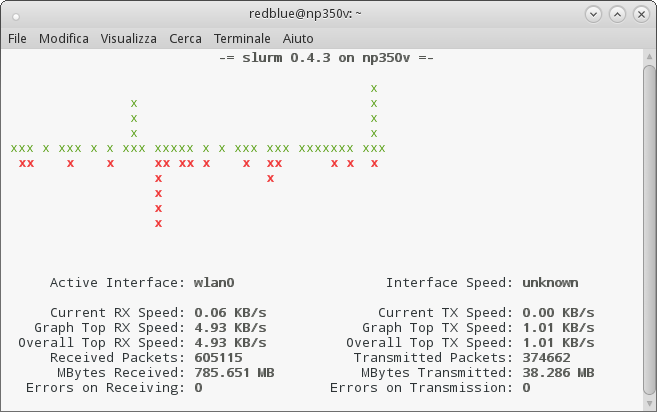 redblue@np350v: ~
File Modifica Visualizza Cerca Terminale Aiuto
-= slurm 0.4.3 on np350v =-
x
x x
x x
x x
xxx x xxx x x xxx xxxxx x x xxx xxx xxxxxxx xxx
xx x x xx xx x x xx x x x
x x
x
x
x
Active Interface: wlan0 Interface Speed: unknown
Current RX Speed: 0.06 KB/s Current TX Speed: 0.00 KB/s
Graph Top RX Speed: 4.93 KB/s Graph Top TX Speed: 1.01 KB/s
Overall Top RX Speed: 4.93 KB/s Overall Top TX Speed: 1.01 KB/s
Received Packets: 605115 Transmitted Packets: 374662
MBytes Received: 785.651 MB MBytes Transmitted: 38.286 MB
Errors on Receiving: 0 Errors on Transmission: 0